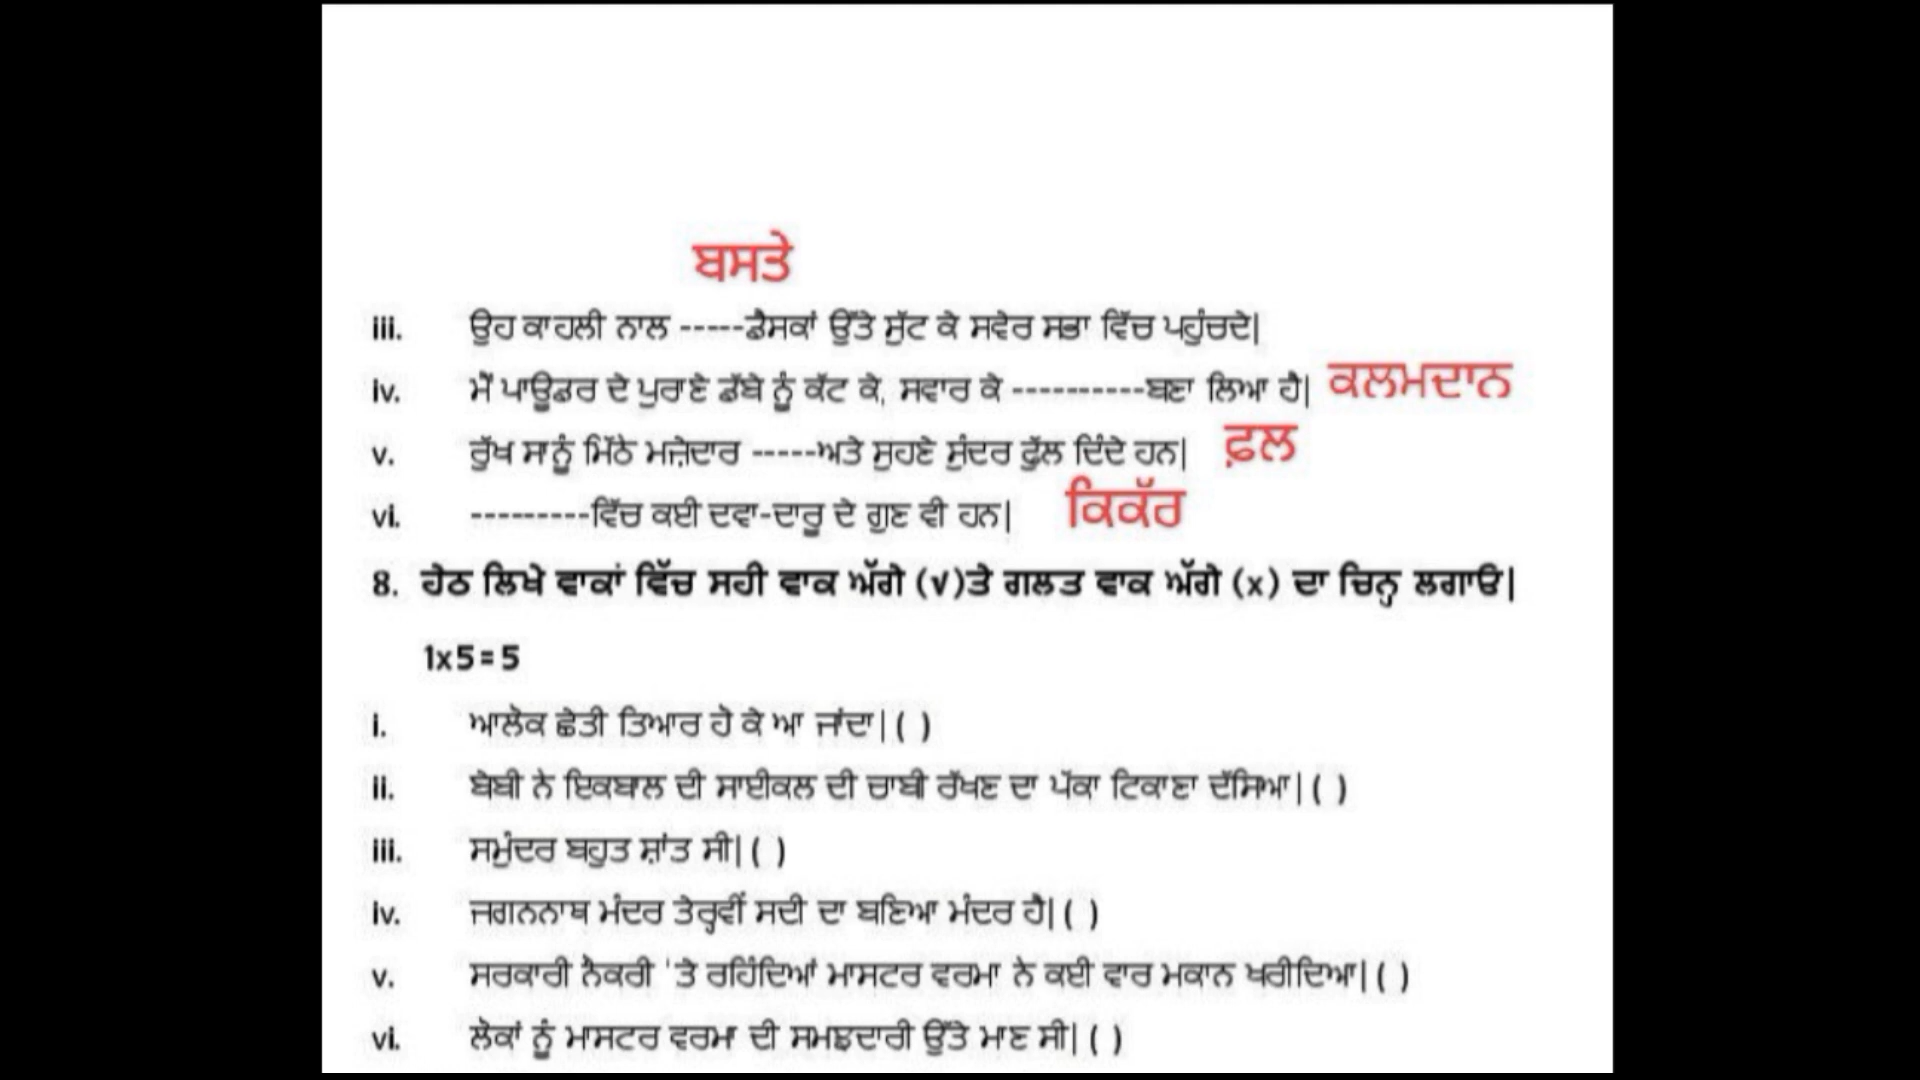 ਬਸਤੇ
iii. ਉਹ ਕਾਹਲੀ ਨਾਲ -----ਡੈਸਕਾਂ ਉੱਤੇ ਸੁੱਟ ਕੇ ਸਵੇਰ ਸਭਾ ਵਿੱਚ ਪਹੁੰਚਦੇ|
iv. ਮੈਂ ਪਾਊਡਰ ਦੇ ਪੁਰਾਣੇ ਡੱਬੇ ਨੂੰ ਕੱਟ ਕੇ, ਸਵਾਰ ਕੇ ----------ਬਣਾ ਲਿਆ ਹੈ| ਕਲਮਦਾਨ
v. ਰੁੱਖ ਸਾਨੂੰ ਮਿੱਠੇ ਮਜ਼ੇਦਾਰ -----ਅਤੇ ਸੁਹਣੇ ਸੁੰਦਰ ਫੁੱਲ ਦਿੰਦੇ ਹਨ| ਫ਼ਲ
vi. ---------ਵਿੱਚ ਕਈ ਦਵਾ-ਦਾਰੂ ਦੇ ਗੁਣ ਵੀ ਹਨ| ਕਿਕੱਰ
8. ਹੇਠ ਲਿਖੇ ਵਾਕਾਂ ਵਿੱਚ ਸਹੀ ਵਾਕ ਅੱਗੇ (√)ਤੇ ਗਲਤ ਵਾਕ ਅੱਗੇ (x) ਦਾ ਚਿਨ੍ਹ ਲਗਾਓ|
1x5=5
i. ਆਲੋਕ ਛੇਤੀ ਤਿਆਰ ਹੋ ਕੇ ਆ ਜਾਂਦਾ|( )
ii. ਬੇਬੀ ਨੇ ਇਕਬਾਲ ਦੀ ਸਾਈਕਲ ਦੀ ਚਾਬੀ ਰੱਖਣ ਦਾ ਪੱਕਾ ਟਿਕਾਣਾ ਦੱਸਿਆ|( )
iii. ਸਮੁੰਦਰ ਬਹੁਤ ਸ਼ਾਂਤ ਸੀ|( )
iv. ਜਗਨਨਾਥ ਮੰਦਰ ਤੇਰ੍ਹਵੀਂ ਸਦੀ ਦਾ ਬਣਿਆ ਮੰਦਰ ਹੈ|( )
v. ਸਰਕਾਰੀ ਨੌਕਰੀ 'ਤੇ ਰਹਿੰਦਿਆਂ ਮਾਸਟਰ ਵਰਮਾ ਨੇ ਕਈ ਵਾਰ ਮਕਾਨ ਖਰੀਦਿਆ|( )
vi. ਲੋਕਾਂ ਨੂੰ ਮਾਸਟਰ ਵਰਮਾ ਦੀ ਸਮਝਦਾਰੀ ਉੱਤੇ ਮਾਣ ਸੀ|( )